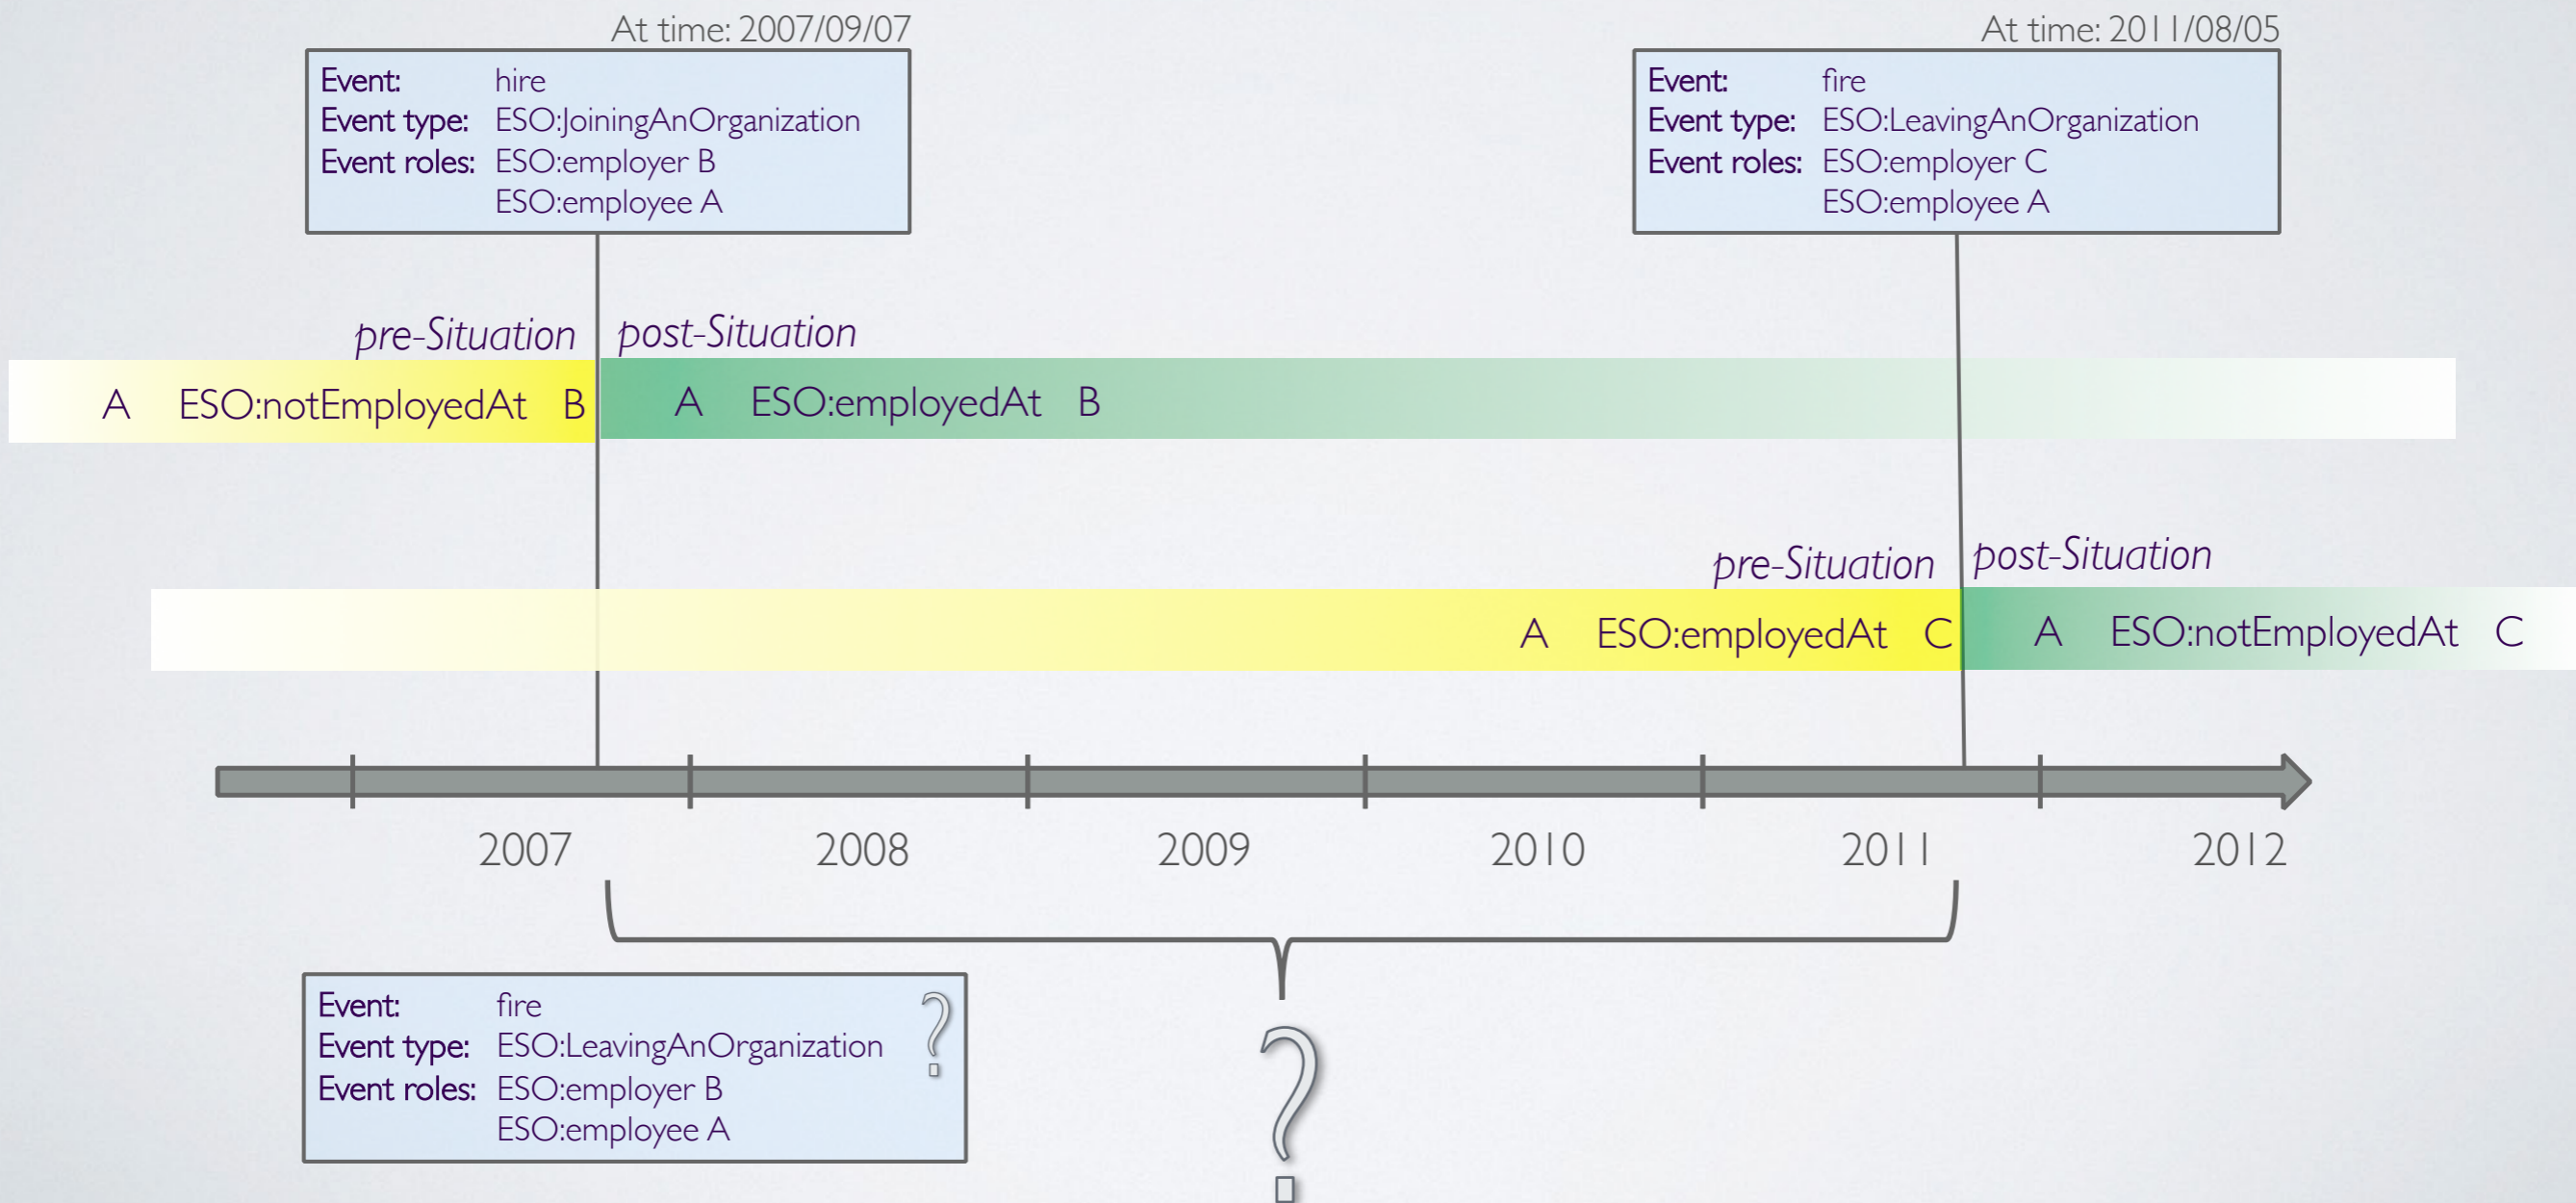 At time: 2007/09/07
Event: hire
Event type: ESO:JoiningAnOrganization
Event roles: ESO:employer B
ESO:employee A
At time: 2011/08/05
Event: fire
Event type: ESO:LeavingAnOrganization
Event roles: ESO:employer C
ESO:employee A
pre-Situation post-Situation
A ESO:notEmployedAt B A ESO:employedAt B
pre-Situation post-Situation
A ESO:employedAt C A ESO:notEmployedAt C
2007 2008 2009 2010 2011 2012
Event: fire ?
Event type: ESO:LeavingAnOrganization
Event roles: ESO:employer B
ESO:employee A
?